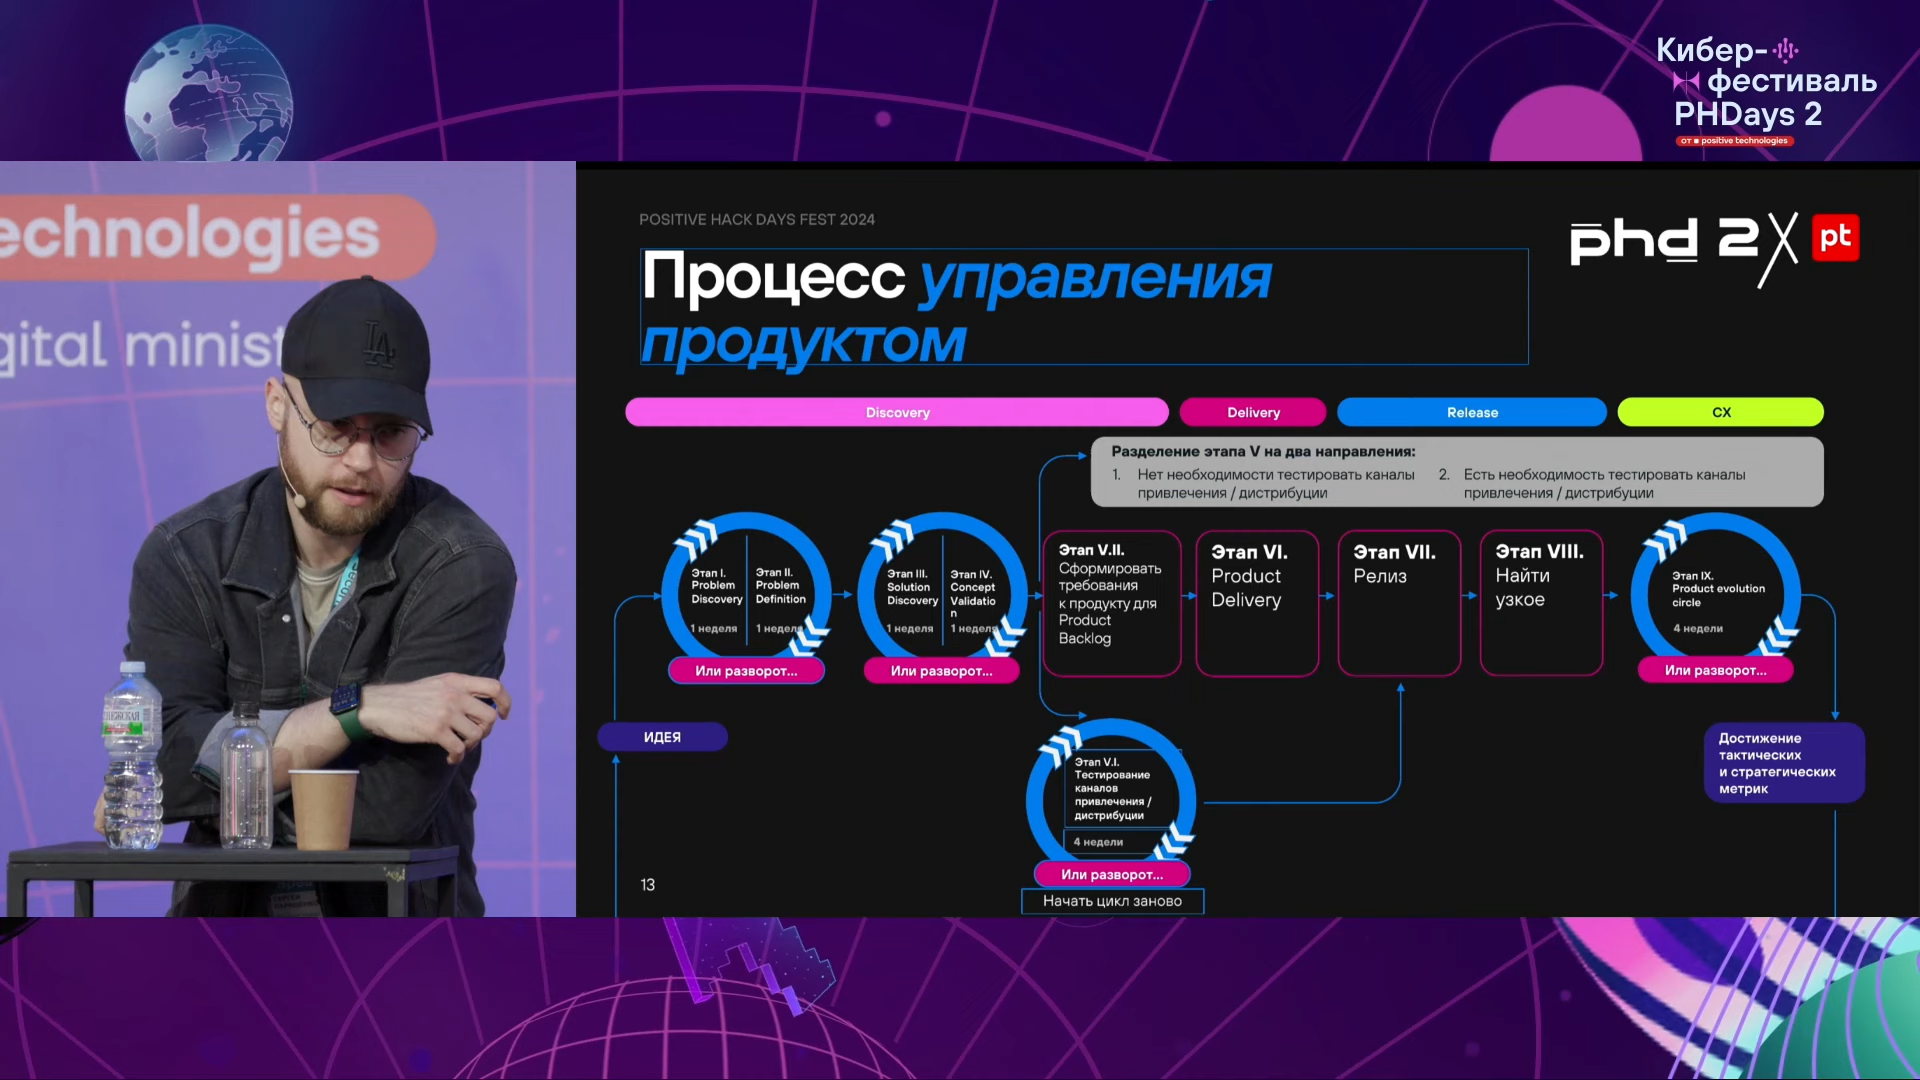 Кибер-
фестиваль
PHDays 2
от positive technologies
echnologies
gital minist
LA
POSITIVE HACK DAYS FEST 2024
phd 2
pt
Процесс управления
продуктом
Discovery
Delivery
Release
CX
Разделение этапа V на два направления:
1. Нет необходимости тестировать каналы
привлечения / дистрибуции
2. Есть необходимость тестировать каналы
привлечения / дистрибуции
Этап I.
Problem
Discovery
1 неделя
Этап II.
Problem
Definition
1 неделя
Или разворот...
Этап III.
Solution
Discovery
1 неделя
Этап IV.
Concept
Validatio
n
1 неделя
Или разворот...
Этап V.II.
Сформировать
требования
к продукту для
Product
Backlog
Этап VI.
Product
Delivery
Этап VII.
Релиз
Этап VIII.
Найти
узкое
Этап IX.
Product evolution
circle
4 недели
Или разворот...
ИДЕЯ
Этап V.I.
Тестирование
каналов
привлечения /
дистрибуции
4 недели
Или разворот...
Начать цикл заново
Достижение
тактических
и стратегических
метрик
13